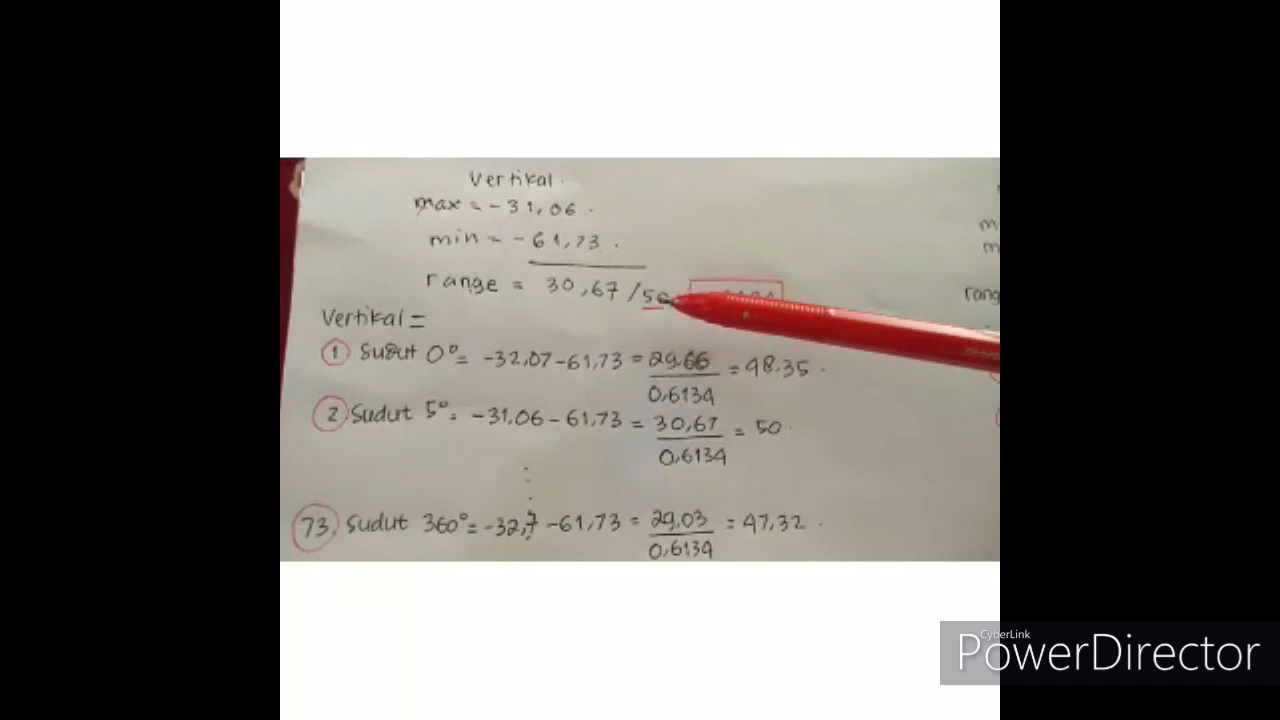 Vertikal.
max = -31,06.
min = -61,73.
range = 30,67 / 50
Vertikal =
1 Sudut 0° = -32,07 - 61,73 = 29,66 / 0,6134 = 48,35.
2 Sudut 5° = -31,06 - 61,73 = 30,67 / 0,6134 = 50.
73. Sudut 360° = -32,7 - 61,73 = 29,03 / 0,6134 = 47,32.
m
m
rang
CyberLink
PowerDirector